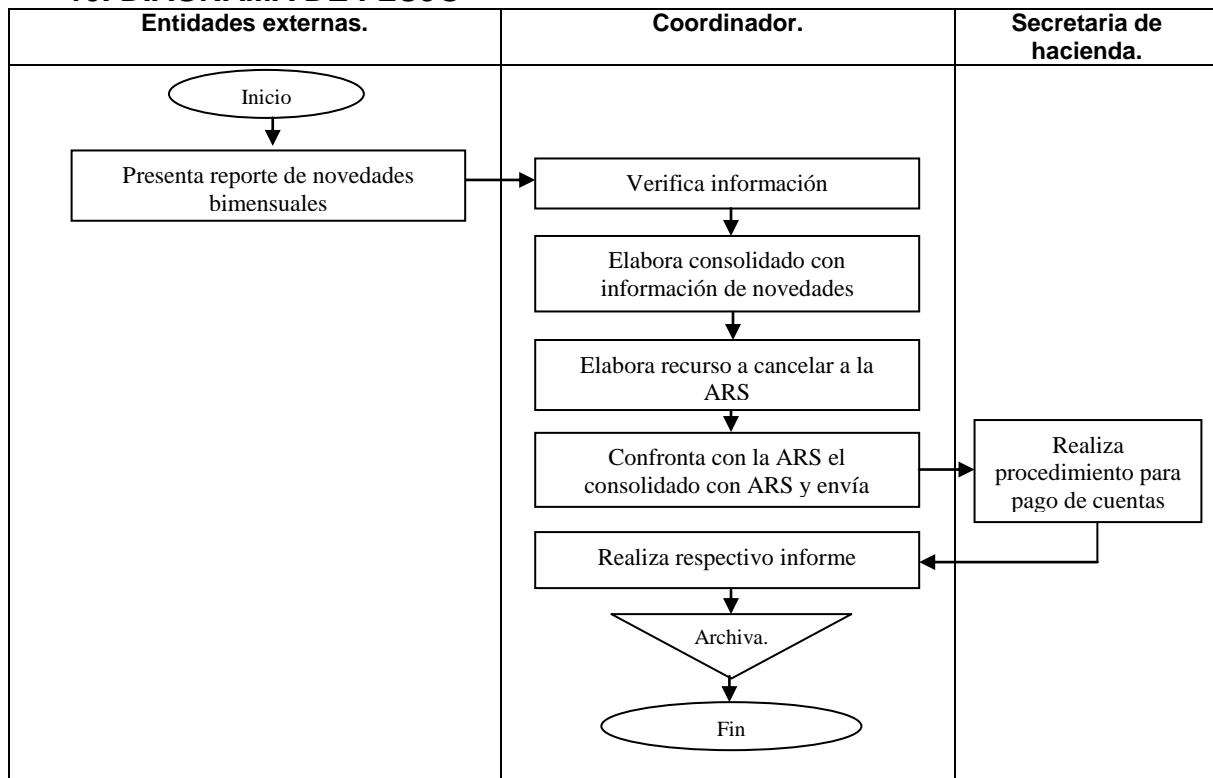 Entidades externas.
Coordinador.
Secretaria de
hacienda.
Inicio
Presenta reporte de novedades
bimensuales
Verifica información
Elabora consolidado con
información de novedades
Elabora recurso a cancelar a la
ARS
Confronta con la ARS el
consolidado con ARS y envía
Realiza
procedimiento para
pago de cuentas
Realiza respectivo informe
Archiva.
Fin